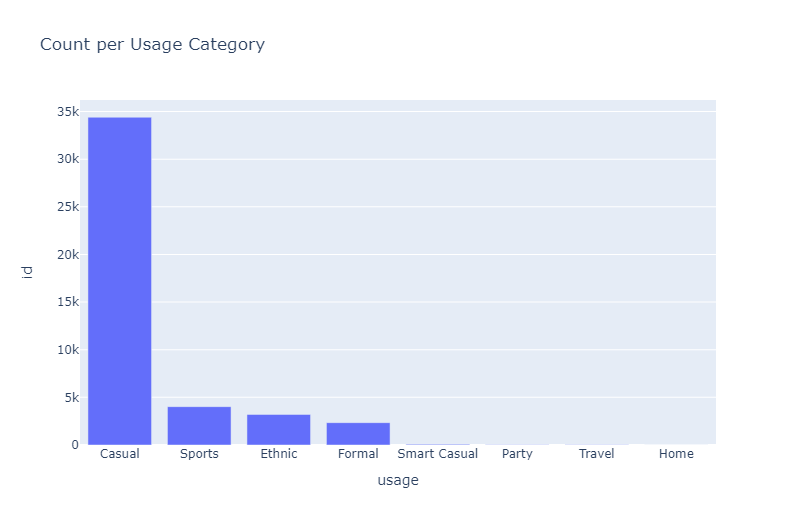 Count per Usage Category
35k
30k
25k
20k
15k
10k
5k
0
id
Casual Sports Ethnic Formal Smart Casual Party Travel Home
usage